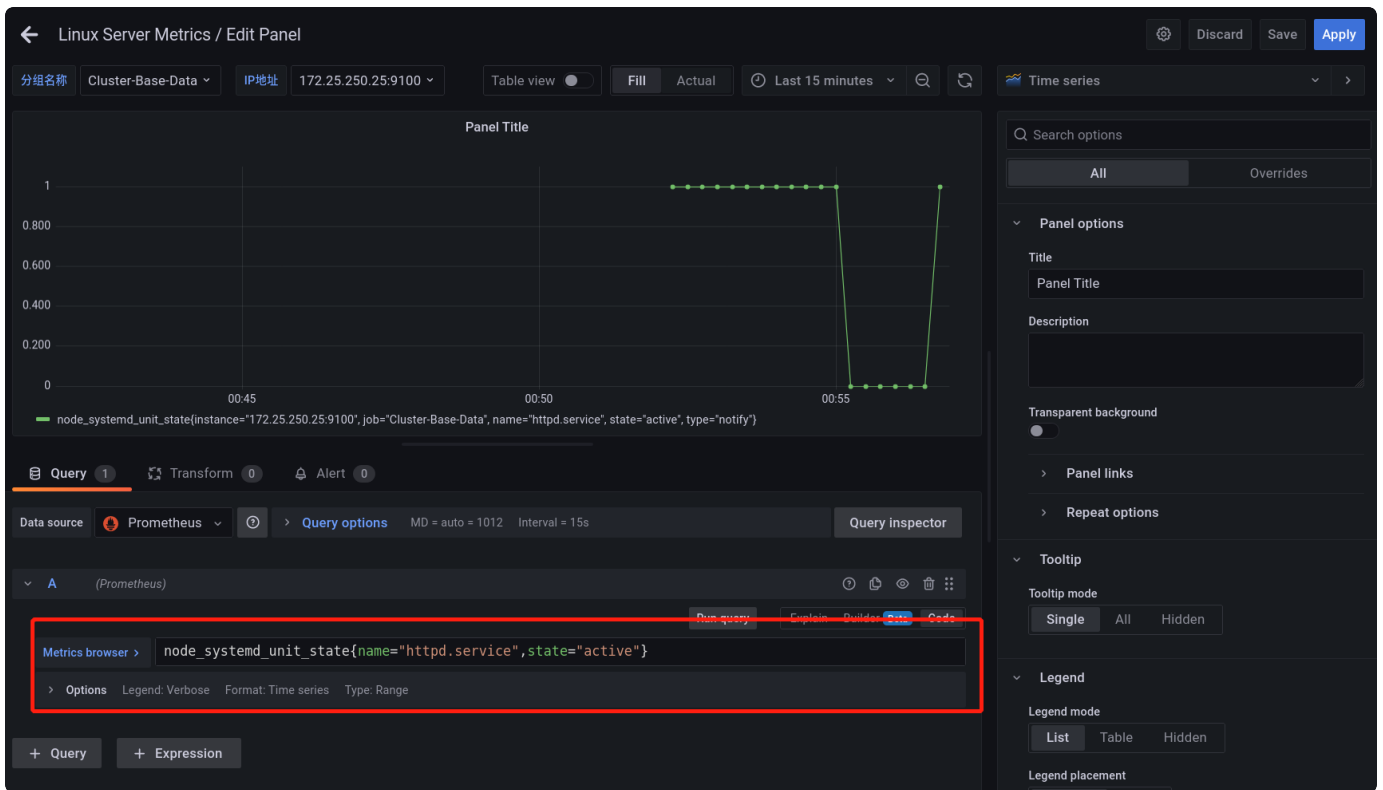 Linux Server Metrics / Edit Panel
Discard Save Apply
分组名称 Cluster-Base-Data IP地址 172.25.250.25:9100 Table view Fill Actual Last 15 minutes Time series
Panel Title
1
0.800
0.600
0.400
0.200
0
00:45 00:50 00:55
node_systemd_unit_state{instance="172.25.250.25:9100", job="Cluster-Base-Data", name="httpd.service", state="active", type="notify"}
Query 1 Transform 0 Alert 0
Data source Prometheus Query options MD = auto = 1012 Interval = 15s Query inspector
A (Prometheus)
Run query Explain Builder Beta Code
Metrics browser > node_systemd_unit_state{name="httpd.service",state="active"}
Options Legend: Verbose Format: Time series Type: Range
+ Query + Expression
Search options
All Overrides
Panel options
Title
Panel Title
Description
Transparent background
Panel links
Repeat options
Tooltip
Tooltip mode
Single All Hidden
Legend
Legend mode
List Table Hidden
Legend placement